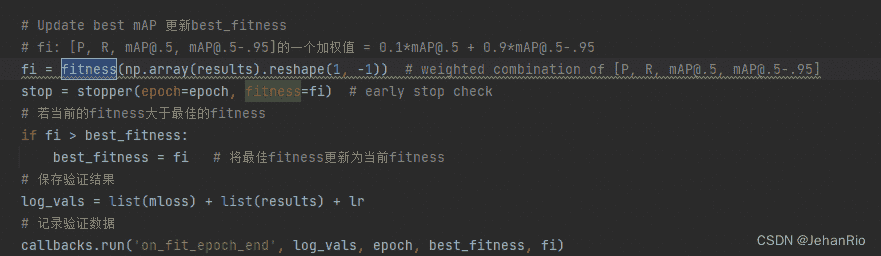 # Update best mAP 更新best_fitness
# fi: [P, R, mAP@.5, mAP@.5-.95]的一个加权值 = 0.1*mAP@.5 + 0.9*mAP@.5-.95
fi = fitness(np.array(results).reshape(1, -1))  # weighted combination of [P, R, mAP@.5, mAP@.5-.95]
stop = stopper(epoch=epoch, fitness=fi)  # early stop check
# 若当前的fitness大于最佳的fitness
if fi > best_fitness:
    best_fitness = fi   # 将最佳fitness更新为当前fitness
# 保存验证结果
log_vals = list(mloss) + list(results) + lr
# 记录验证数据
callbacks.run('on_fit_epoch_end', log_vals, epoch, best_fitness, fi)
CSDN @JehanRio